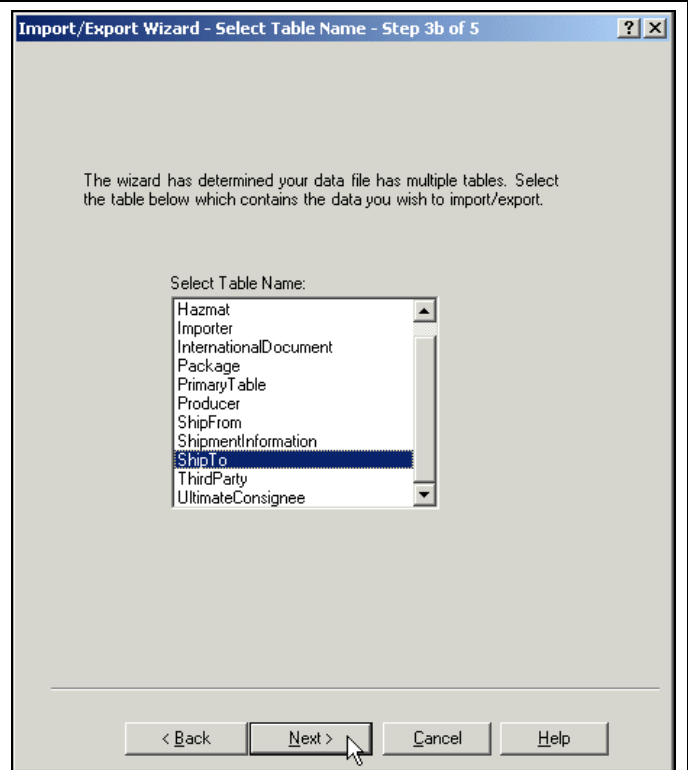 Import/Export Wizard - Select Table Name - Step 3b of 5
The wizard has determined your data file has multiple tables. Select
the table below which contains the data you wish to import/export.
Select Table Name:
Hazmat
Importer
InternationalDocument
Package
PrimaryTable
Producer
ShipFrom
ShipmentInformation
ShipTo
ThirdParty
UltimateConsignee
< Back Next > Cancel Help